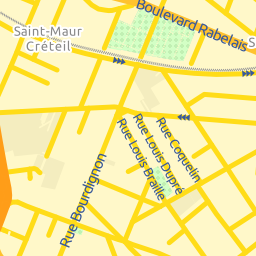 Boulevard Rabelais
Saint-Maur
Créteil
S
Rue Coquelin
Rue Louis Dupré
Rue Louis Braille
Rue Bourdignon